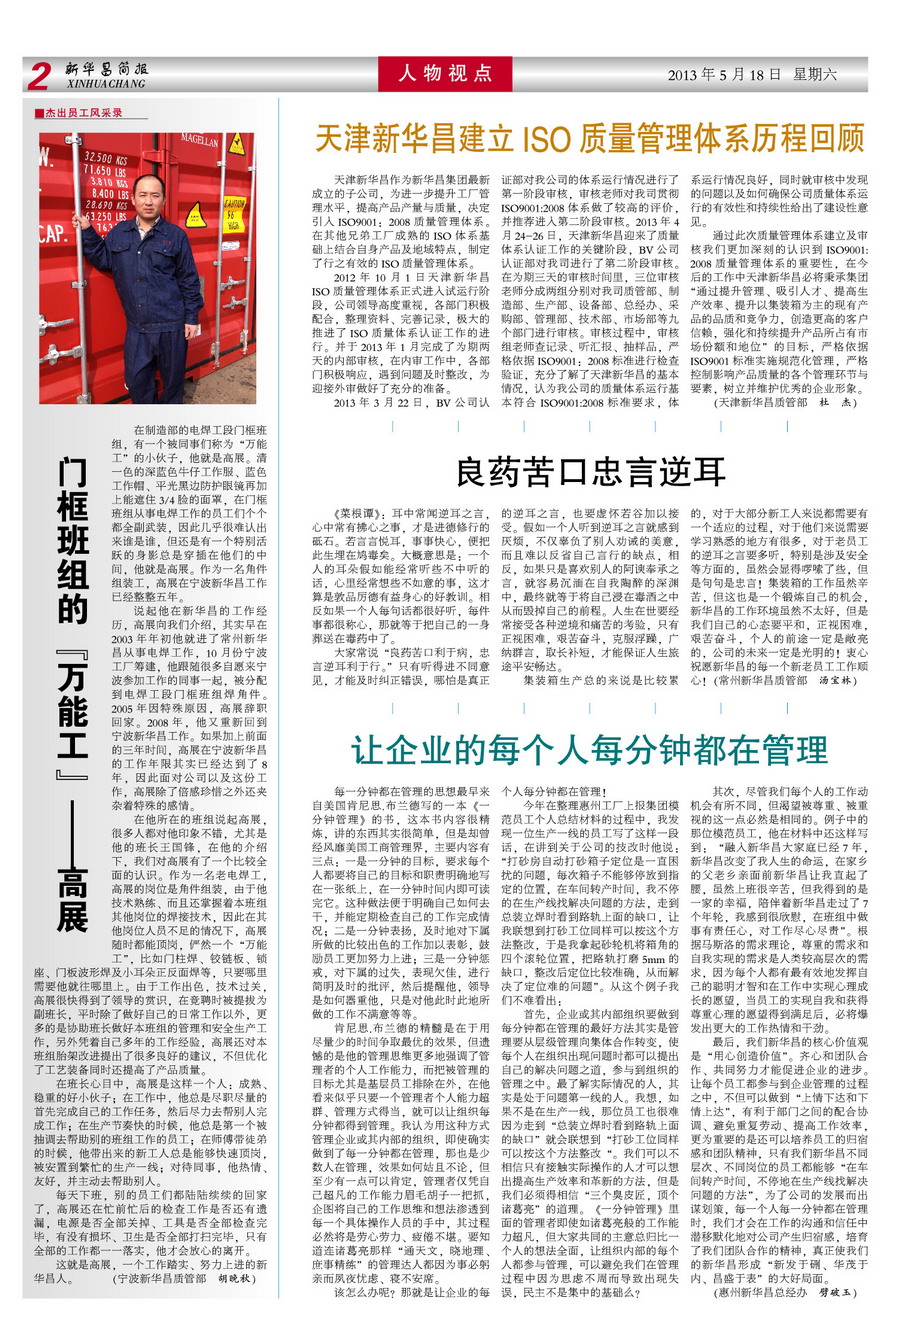 2
新华昌简报
XINHUACHANG
人物视点
2013 年 5 月 18 日 星期六
■杰出员工风采录
MAGELLAN
W.
32.500 KGS
71.650 LBS
3.810 KGS
8.400 LBS
28.690 KGS
63.250 LBS
CAP.
CAUTION
门框班组的『万能工』——高展
在制造部的电焊工段门框班
组，有一个被同事们称为“万能
工”的小伙子，他就是高展。清
一色的深蓝色牛仔工作服、蓝色
工作帽、平光黑边防护眼镜再加
上能遮住 3/4 脸的面罩，在门框
班组从事电焊工作的员工们个个
都全副武装，因此几乎很难认出
来谁是谁，但还是有一个特别活
跃的身影总是穿插在他们的中
间，他就是高展。作为一名角件
组装工，高展在宁波新华昌工作
已经整整五年。
说起他在新华昌的工作经
历，高展向我们介绍，其实早在
2003 年年初他就进了常州新华
昌从事电焊工作，10 月份宁波
工厂筹建，他跟随很多自愿来宁
波参加工作的同事一起，被分配
到电焊工段门框班组焊角件。
2005 年因特殊原因，高展辞职
回家。2008 年，他又重新回到
宁波新华昌工作。如果加上前面
的三年时间，高展在宁波新华昌
的工作年限其实已经达到了 8
年，因此面对公司以及这份工
作，高展除了倍感珍惜之外还夹
杂着特殊的感情。
在他所在的班组说起高展，
很多人都对他印象不错，尤其是
他的班长王国锋，在他的介绍
下，我们对高展有了一个比较全
面的认识。作为一名老电焊工，
高展的岗位是角件组装，由于他
技术熟练、而且还掌握着本班组
其他岗位的焊接技术，因此在其
他岗位人员不足的情况下，高展
随时都能顶岗，俨然一个“万能
工”，比如门柱焊、铰链板、锁
座、门板波形焊及小耳朵正反面焊等，只要哪里
需要他就往哪里上。由于工作出色，技术过关，
高展很快得到了领导的赏识，在竞聘时被提拔为
副班长，平时除了做好自己的日常工作以外，更
多的是协助班长做好本班组的管理和安全生产工
作，另外凭着自己多年的工作经验，高展还对本
班组胎架改进提出了很多良好的建议，不但优化
了工艺装备同时还提高了产品质量。
在班长心目中，高展是这样一个人：成熟、
稳重的好小伙子；在工作中，他总是尽职尽量的
首先完成自己的工作任务，然后尽力去帮别人完
成工作；在生产节奏快的时候，他总是第一个被
抽调去帮助别的班组工作的员工；在师傅带徒弟
的时候，他带出来的新工人总是能够快速顶岗，
被安置到繁忙的生产一线；对待同事，他热情、
友好，并主动去帮助别人。
每天下班，别的员工们都陆陆续续的回家
了，高展还在忙前忙后的检查工作是否还有遗
漏，电源是否全部关掉、工具是否全部检查完
毕，有没有损坏、卫生是否全部打扫完毕，只有
全部的工作都一一落实，他才会放心的离开。
这就是高展，一个工作踏实、努力上进的新
华昌人。 （宁波新华昌质管部 胡晚秋）
天津新华昌建立 ISO 质量管理体系历程回顾
天津新华昌作为新华昌集团最新
成立的子公司，为进一步提升工厂管
理水平，提高产品产量与质量，决定
引入 ISO9001：2008 质量管理体系。
在其他兄弟工厂成熟的 ISO 体系基
础上结合自身产品及地域特点，制定
了行之有效的 ISO 质量管理体系。
2012 年 10 月 1 日天津新华昌
ISO 质量管理体系正式进入试运行阶
段，公司领导高度重视，各部门积极
配合，整理资料、完善记录，极大的
推进了 ISO 质量体系认证工作的进
行。并于 2013 年 1 月完成了为期两
天的内部审核，在内审工作中，各部
门积极响应，遇到问题及时整改，为
迎接外审做好了充分的准备。
2013 年 3 月 22 日，BV 公司认
证部对我公司的体系运行情况进行了
第一阶段审核，审核老师对我司贯彻
ISO9001:2008 体系做了较高的评价，
并推荐进入第二阶段审核。2013 年 4
月 24-26 日，天津新华昌迎来了质量
体系认证工作的关键阶段，BV 公司
认证部对我司进行了第二阶段审核。
在为期三天的审核时间里，三位审核
老师分成两组分别对我司质管部、制
造部、生产部、设备部、总经办、采
购部、管理部、技术部、市场部等九
个部门进行审核。审核过程中，审核
组老师查记录、听汇报、抽样品，严
格依据 ISO9001：2008 标准进行检查
验证，充分了解了天津新华昌的基本
情况，认为我公司的质量体系运行基
本符合 ISO9001:2008 标准要求，体
系运行情况良好，同时就审核中发现
的问题以及如何确保公司质量体系运
行的有效性和持续性给出了建设性意
见。
通过此次质量管理体系建立及审
核我们更加深刻的认识到 ISO9001:
2008 质量管理体系的重要性，在今
后的工作中天津新华昌必将秉承集团
“通过提升管理、吸引人才、提高生
产效率、提升以集装箱为主的现有产
品的品质和竞争力，创造更高的客户
信赖，强化和持续提升产品所占有市
场份额和地位”的目标，严格依据
ISO9001 标准实施规范化管理，严格
控制影响产品质量的各个管理环节与
要素，树立并维护优秀的企业形象。
（天津新华昌质管部 杜 杰）
良药苦口忠言逆耳
《菜根谭》：耳中常闻逆耳之言，
心中常有拂心之事，才是进德修行的
砥石。若言言悦耳，事事快心，便把
此生埋在鸩毒矣。大概意思是：一个
人的耳朵假如能经常听些不中听的
话，心里经常想些不如意的事，这才
算是敦品厉德有益身心的好教训。相
反如果一个人每句话都很好听，每件
事都很称心，那就等于把自己的一身
葬送在毒药中了。
大家常说“良药苦口利于病，忠
言逆耳利于行。”只有听得进不同意
见，才能及时纠正错误，哪怕是真正
的逆耳之言，也要虚怀若谷加以接
受。假如一个人听到逆耳之言就感到
厌烦，不仅辜负了别人劝诫的美意，
而且难以反省自己言行的缺点，相
反，如果只是喜欢别人的阿谀奉承之
言，就容易沉湎在自我陶醉的深渊
中，最终就等于将自己浸在毒酒之中
从而毁掉自己的前程。人生在世要经
常接受各种逆境和痛苦的考验，只有
正视困难，艰苦奋斗，克服浮躁，广
纳群言，取长补短，才能保证人生旅
途平安畅达。
集装箱生产总的来说是比较累
的，对于大部分新工人来说都需要有
一个适应的过程，对于他们来说需要
学习熟悉的地方有很多，对于老员工
的逆耳之言要多听，特别是涉及安全
等方面的，虽然会显得啰嗦了些，但
是句句是忠言！集装箱的工作虽然辛
苦，但这也是一个锻炼自己的机会，
新华昌的工作环境虽然不太好，但是
我们自己的心态要平和，正视困难，
艰苦奋斗，个人的前途一定是敞亮
的，公司的未来一定是光明的！衷心
祝愿新华昌的每一个新老员工工作顺
心！（常州新华昌质管部 汤宝林）
让企业的每个人每分钟都在管理
每一分钟都在管理的思想最早来
自美国肯尼思.布兰德写的一本《一
分钟管理》的书，这本书内容很精
炼，讲的东西其实很简单，但是却曾
经风靡美国工商管理界，主要内容有
三点：一是一分钟的目标，要求每个
人都要将自己的目标和职责明确地写
在一张纸上，在一分钟时间内即可读
完它。这种做法便于明确自己如何去
干，并能定期检查自己的工作完成情
况；二是一分钟表扬，及时地对下属
所做的比较出色的工作加以表彰，鼓
励员工更加努力上进；三是一分钟惩
戒，对下属的过失，表现欠佳，进行
简明及时的批评，然后提醒他，领导
是如何器重他，只是对他此时此地所
做的工作不满意等等。
肯尼思.布兰德的精髓是在于用
尽量少的时间争取最优的效果，但遗
憾的是他的管理思维更多地强调了管
理者的个人工作能力，而把被管理的
目标尤其是基层员工排除在外，在他
看来似乎只要一个管理者个人能力超
群、管理方式得当，就可以让组织每
分钟都得到管理。我认为用这种方式
管理企业或其内部的组织，即使确实
做到了每一分钟都在管理，那也是少
数人在管理，效果如何姑且不论，但
至少有一点可以肯定，管理者仅凭自
己超凡的工作能力眉毛胡子一把抓，
企图将自己的工作思维和想法渗透到
每一个具体操作人员的手中，其过程
必然将是劳心劳力、疲倦不堪。要知
道连诸葛亮那样“通天文，晓地理、
庶事精练”的管理达人都因为事必躬
亲而夙夜忧虑、寝不安席。
该怎么办呢？那就是让企业的每
个人每分钟都在管理！
今年在整理惠州工厂上报集团模
范员工个人总结材料的过程中，我发
现一位生产一线的员工写了这样一段
话，在讲到关于公司的技改时他说：
“打砂房自动打砂箱子定位是一直困
扰的问题，每次箱子不能够停放到指
定的位置，在车间转产时间，我不停
的在生产线找解决问题的方法，走到
总装立焊时看到路轨上面的缺口，让
我联想到打砂工位同样可以按这个方
法整改，于是我拿起砂轮机将箱角的
四个滚轮位置，把路轨打磨 5mm 的
缺口，整改后定位比较准确，从而解
决了定位难的问题”。从这个例子我
们不难看出：
首先，企业或其内部组织要做到
每分钟都在管理的最好方法其实是管
理要从层级管理向集体合作转变，使
每个人在组织出现问题时都可以提出
自己的解决问题之道，参与到组织的
管理之中。最了解实际情况的人，其
实是处于问题第一线的人。我想，如
果不是在生产一线，那位员工也很难
因为走到“总装立焊时看到路轨上面
的缺口”就会联想到“打砂工位同样
可以按这个方法整改“。我们可以不
相信只有接触实际操作的人才可以想
出提高生产效率和革新的方法，但是
我们必须得相信“三个臭皮匠，顶个
诸葛亮”的道理。《一分钟管理》里
面的管理者即使如诸葛亮般的工作能
力超凡，但大家共同的主意总归比一
个人的想法全面，让组织内部的每个
人都参与管理，可以避免我们在管理
过程中因为思虑不周而导致出现失
误，民主不是集中的基础么？
其次，尽管我们每个人的工作动
机会有所不同，但渴望被尊重、被重
视的这一点必然是相同的。例子中的
那位模范员工，他在材料中还这样写
到：“融入新华昌大家庭已经 7 年，
新华昌改变了我人生的命运，在家乡
的父老乡亲面前新华昌让我直起了
腰，虽然上班很辛苦，但我得到的是
一家的幸福，陪伴着新华昌走过了 7
个年轮，我感到很欣慰，在班组中做
事有责任心，对工作尽心尽责”。根
据马斯洛的需求理论，尊重的需求和
自我实现的需求是人类较高层次的需
求，因为每个人都有最有效地发挥自
己的聪明才智和在工作中实现心理成
长的愿望，当员工的实现自我和获得
尊重心理的愿望得到满足后，必将爆
发出更大的工作热情和干劲。
最后，我们新华昌的核心价值观
是“用心创造价值”。齐心和团队合
作、共同努力才能促进企业的进步。
让每个员工都参与到企业管理的过程
之中，不但可以做到“上情下达和下
情上达”，有利于部门之间的配合协
调、避免重复劳动、提高工作效率，
更为重要的是还可以培养员工的归宿
感和团队精神，只有我们新华昌不同
层次、不同岗位的员工都能够“在车
间转产时间，不停地在生产线找解决
问题的方法”，为了公司的发展而出
谋划策，每一个人每一分钟都在管理
时，我们才会在工作的沟通和信任中
潜移默化地对公司产生归宿感，培育
了我们团队合作的精神，真正使我们
的新华昌形成“新发于硎、华茂于
内、昌盛于表”的大好局面。
（惠州新华昌总经办 臂破玉）